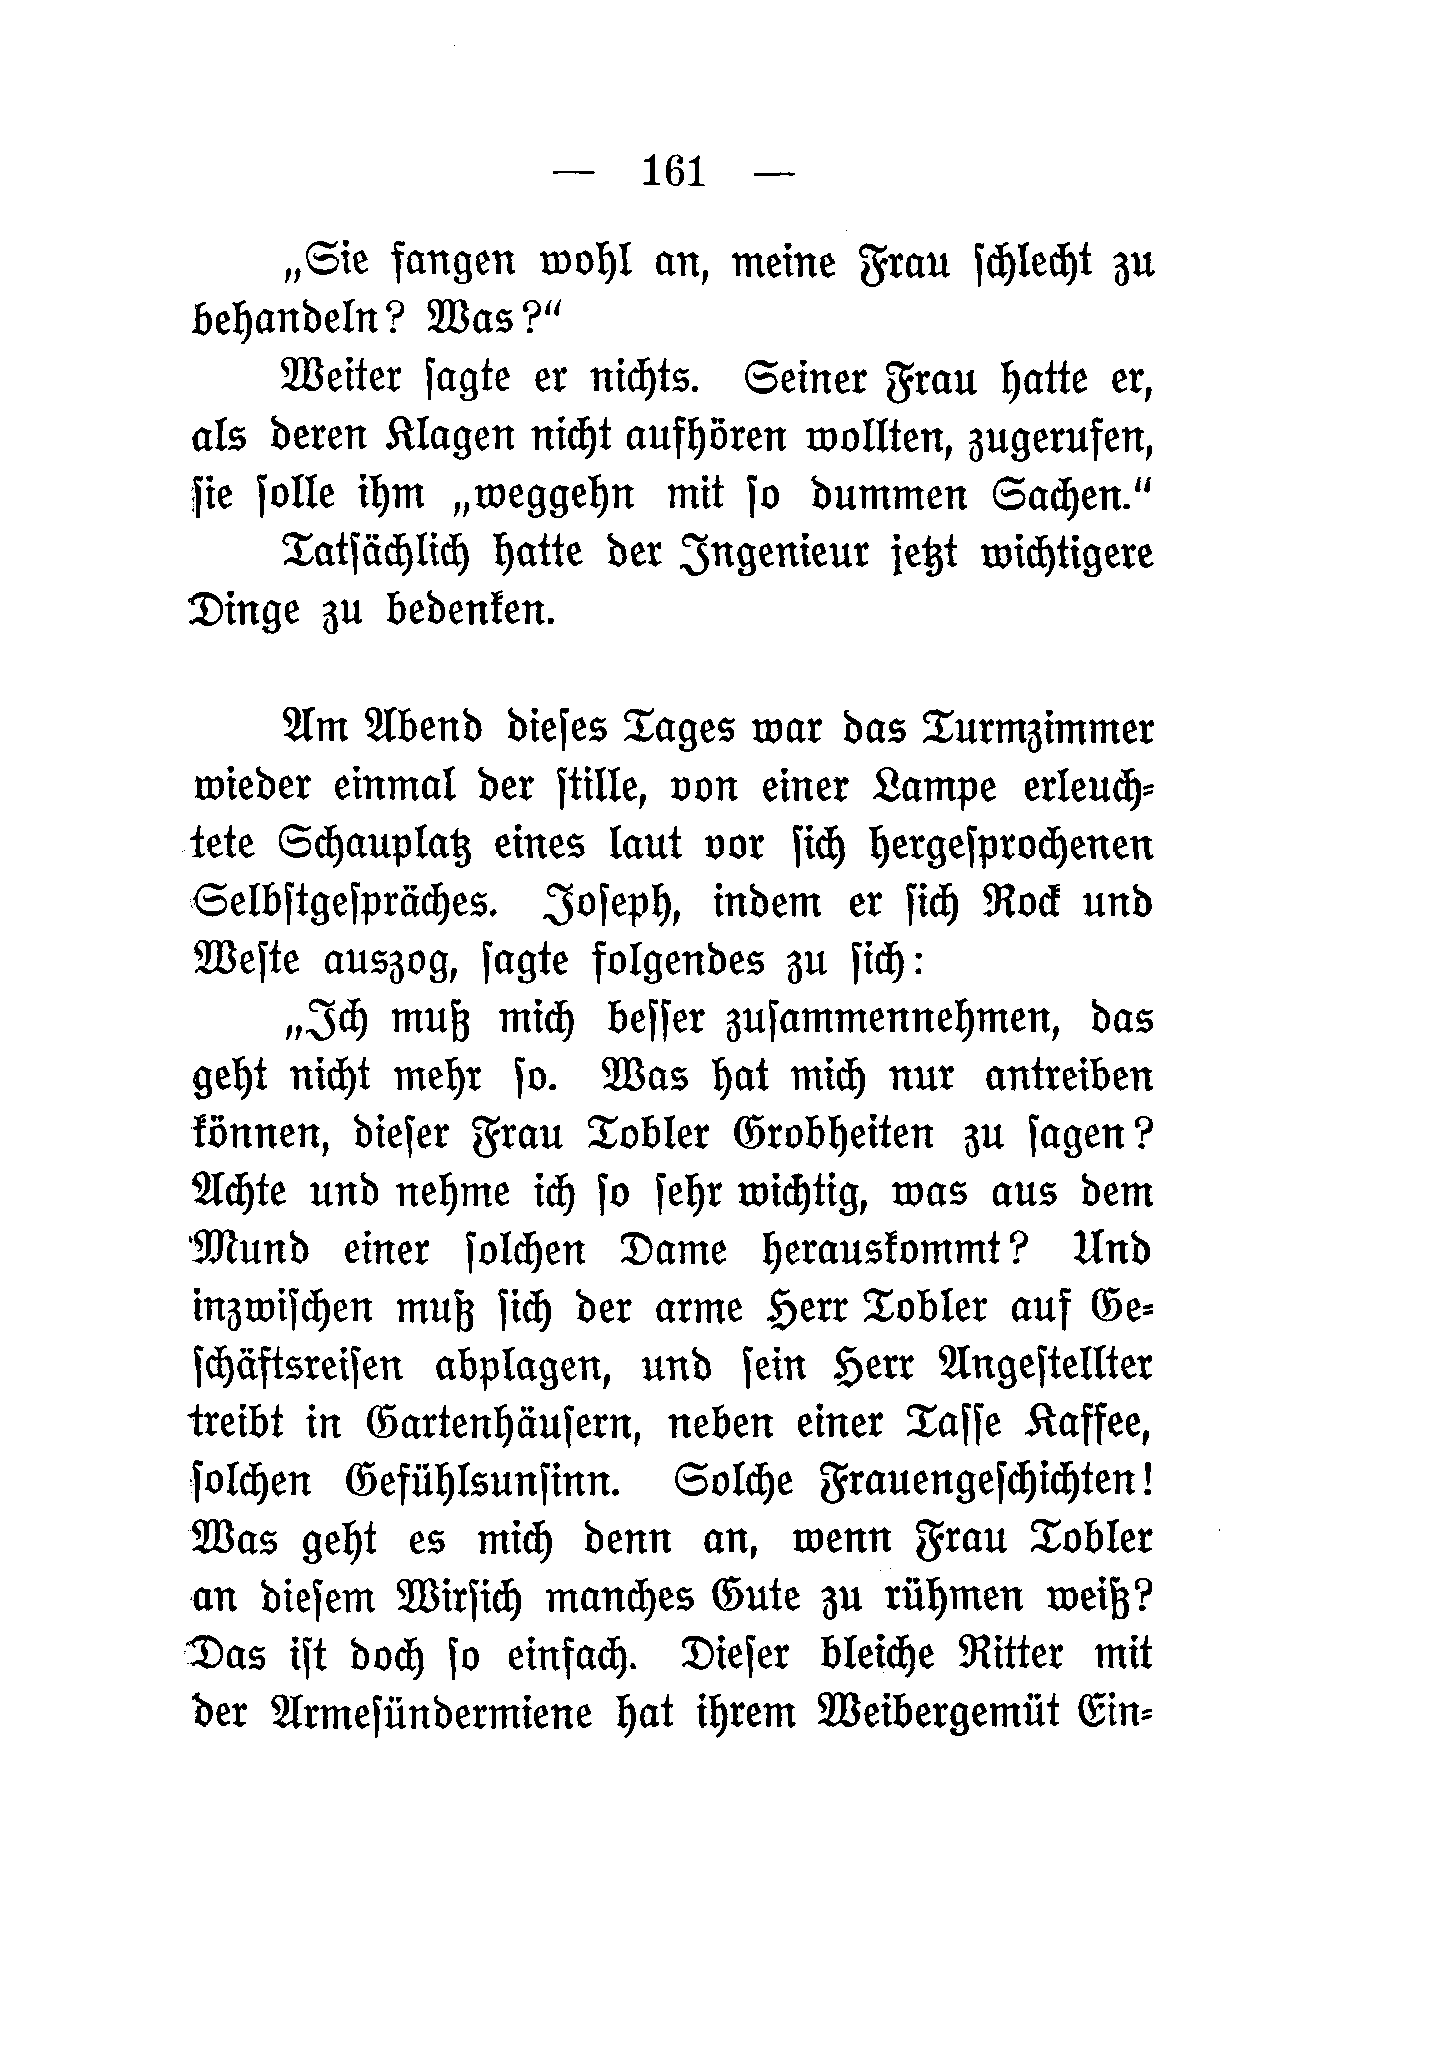 — 161 —
„Sie fangen wohl an, meine Frau ſchlecht zu
behandeln? Was?“
Weiter ſagte er nichts. Seiner Frau hatte er,
als deren Klagen nicht aufhören wollten, zugerufen,
ſie ſolle ihm „weggehn mit ſo dummen Sachen.“
Tatſächlich hatte der Ingenieur jetzt wichtigere
Dinge zu bedenken.
Am Abend dieſes Tages war das Turmzimmer
wieder einmal der ſtille, von einer Lampe erleuch-
tete Schauplatz eines laut vor ſich hergeſprochenen
Selbſtgeſpräches. Joſeph, indem er ſich Rock und
Weſte auszog, ſagte folgendes zu ſich:
„Ich muß mich beſſer zuſammennehmen, das
geht nicht mehr ſo. Was hat mich nur antreiben
können, dieſer Frau Tobler Grobheiten zu ſagen?
Achte und nehme ich ſo ſehr wichtig, was aus dem
Mund einer ſolchen Dame herauskommt? Und
inzwiſchen muß ſich der arme Herr Tobler auf Ge-
ſchäftsreiſen abplagen, und ſein Herr Angeſtellter
treibt in Gartenhäuſern, neben einer Taſſe Kaffee,
ſolchen Gefühlsunſinn. Solche Frauengeſchichten!
Was geht es mich denn an, wenn Frau Tobler
an dieſem Wirſich manches Gute zu rühmen weiß?
Das iſt doch ſo einfach. Dieſer bleiche Ritter mit
der Armeſündermiene hat ihrem Weibergemüt Ein-